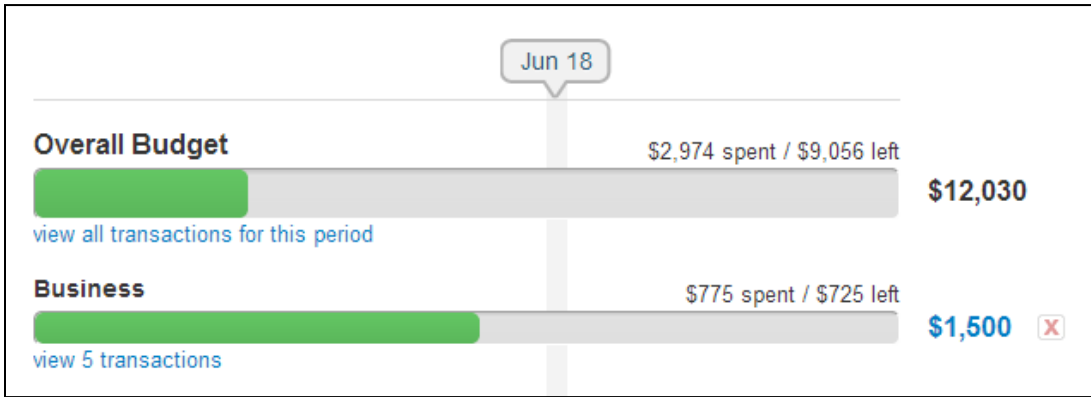 Jun 18
Overall Budget
$2,974 spent / $9,056 left
$12,030
view all transactions for this period
Business
$775 spent / $725 left
$1,500
X
view 5 transactions